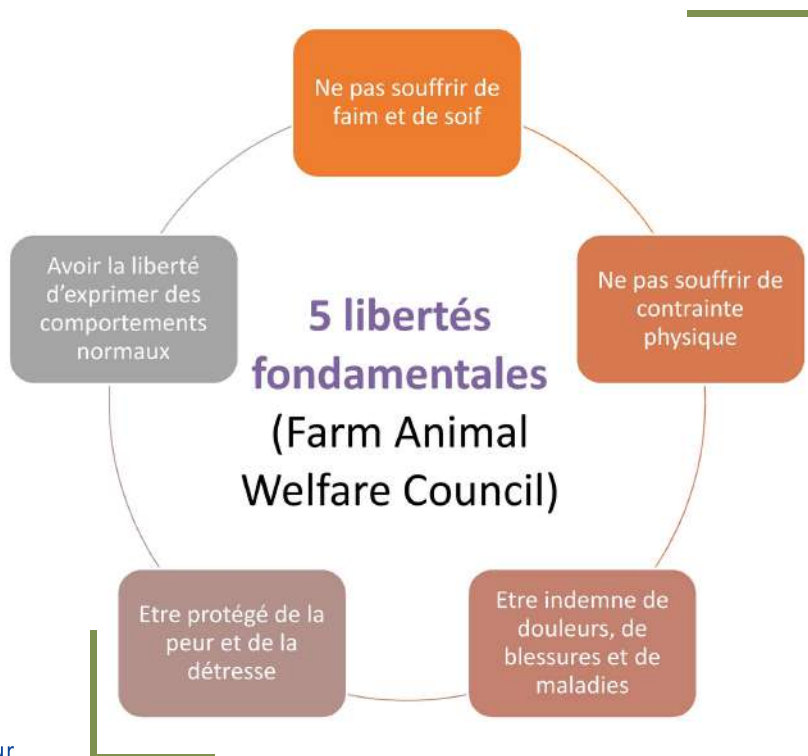 Ne pas souffrir de
faim et de soif
Ne pas souffrir de
contrainte
physique
Etre indemne de
douleurs, de
blessures et de
maladies
Etre protégé de la
peur et de la
détresse
Avoir la liberté
d'exprimer des
comportements
normaux
5 libertés
fondamentales
(Farm Animal
Welfare Council)